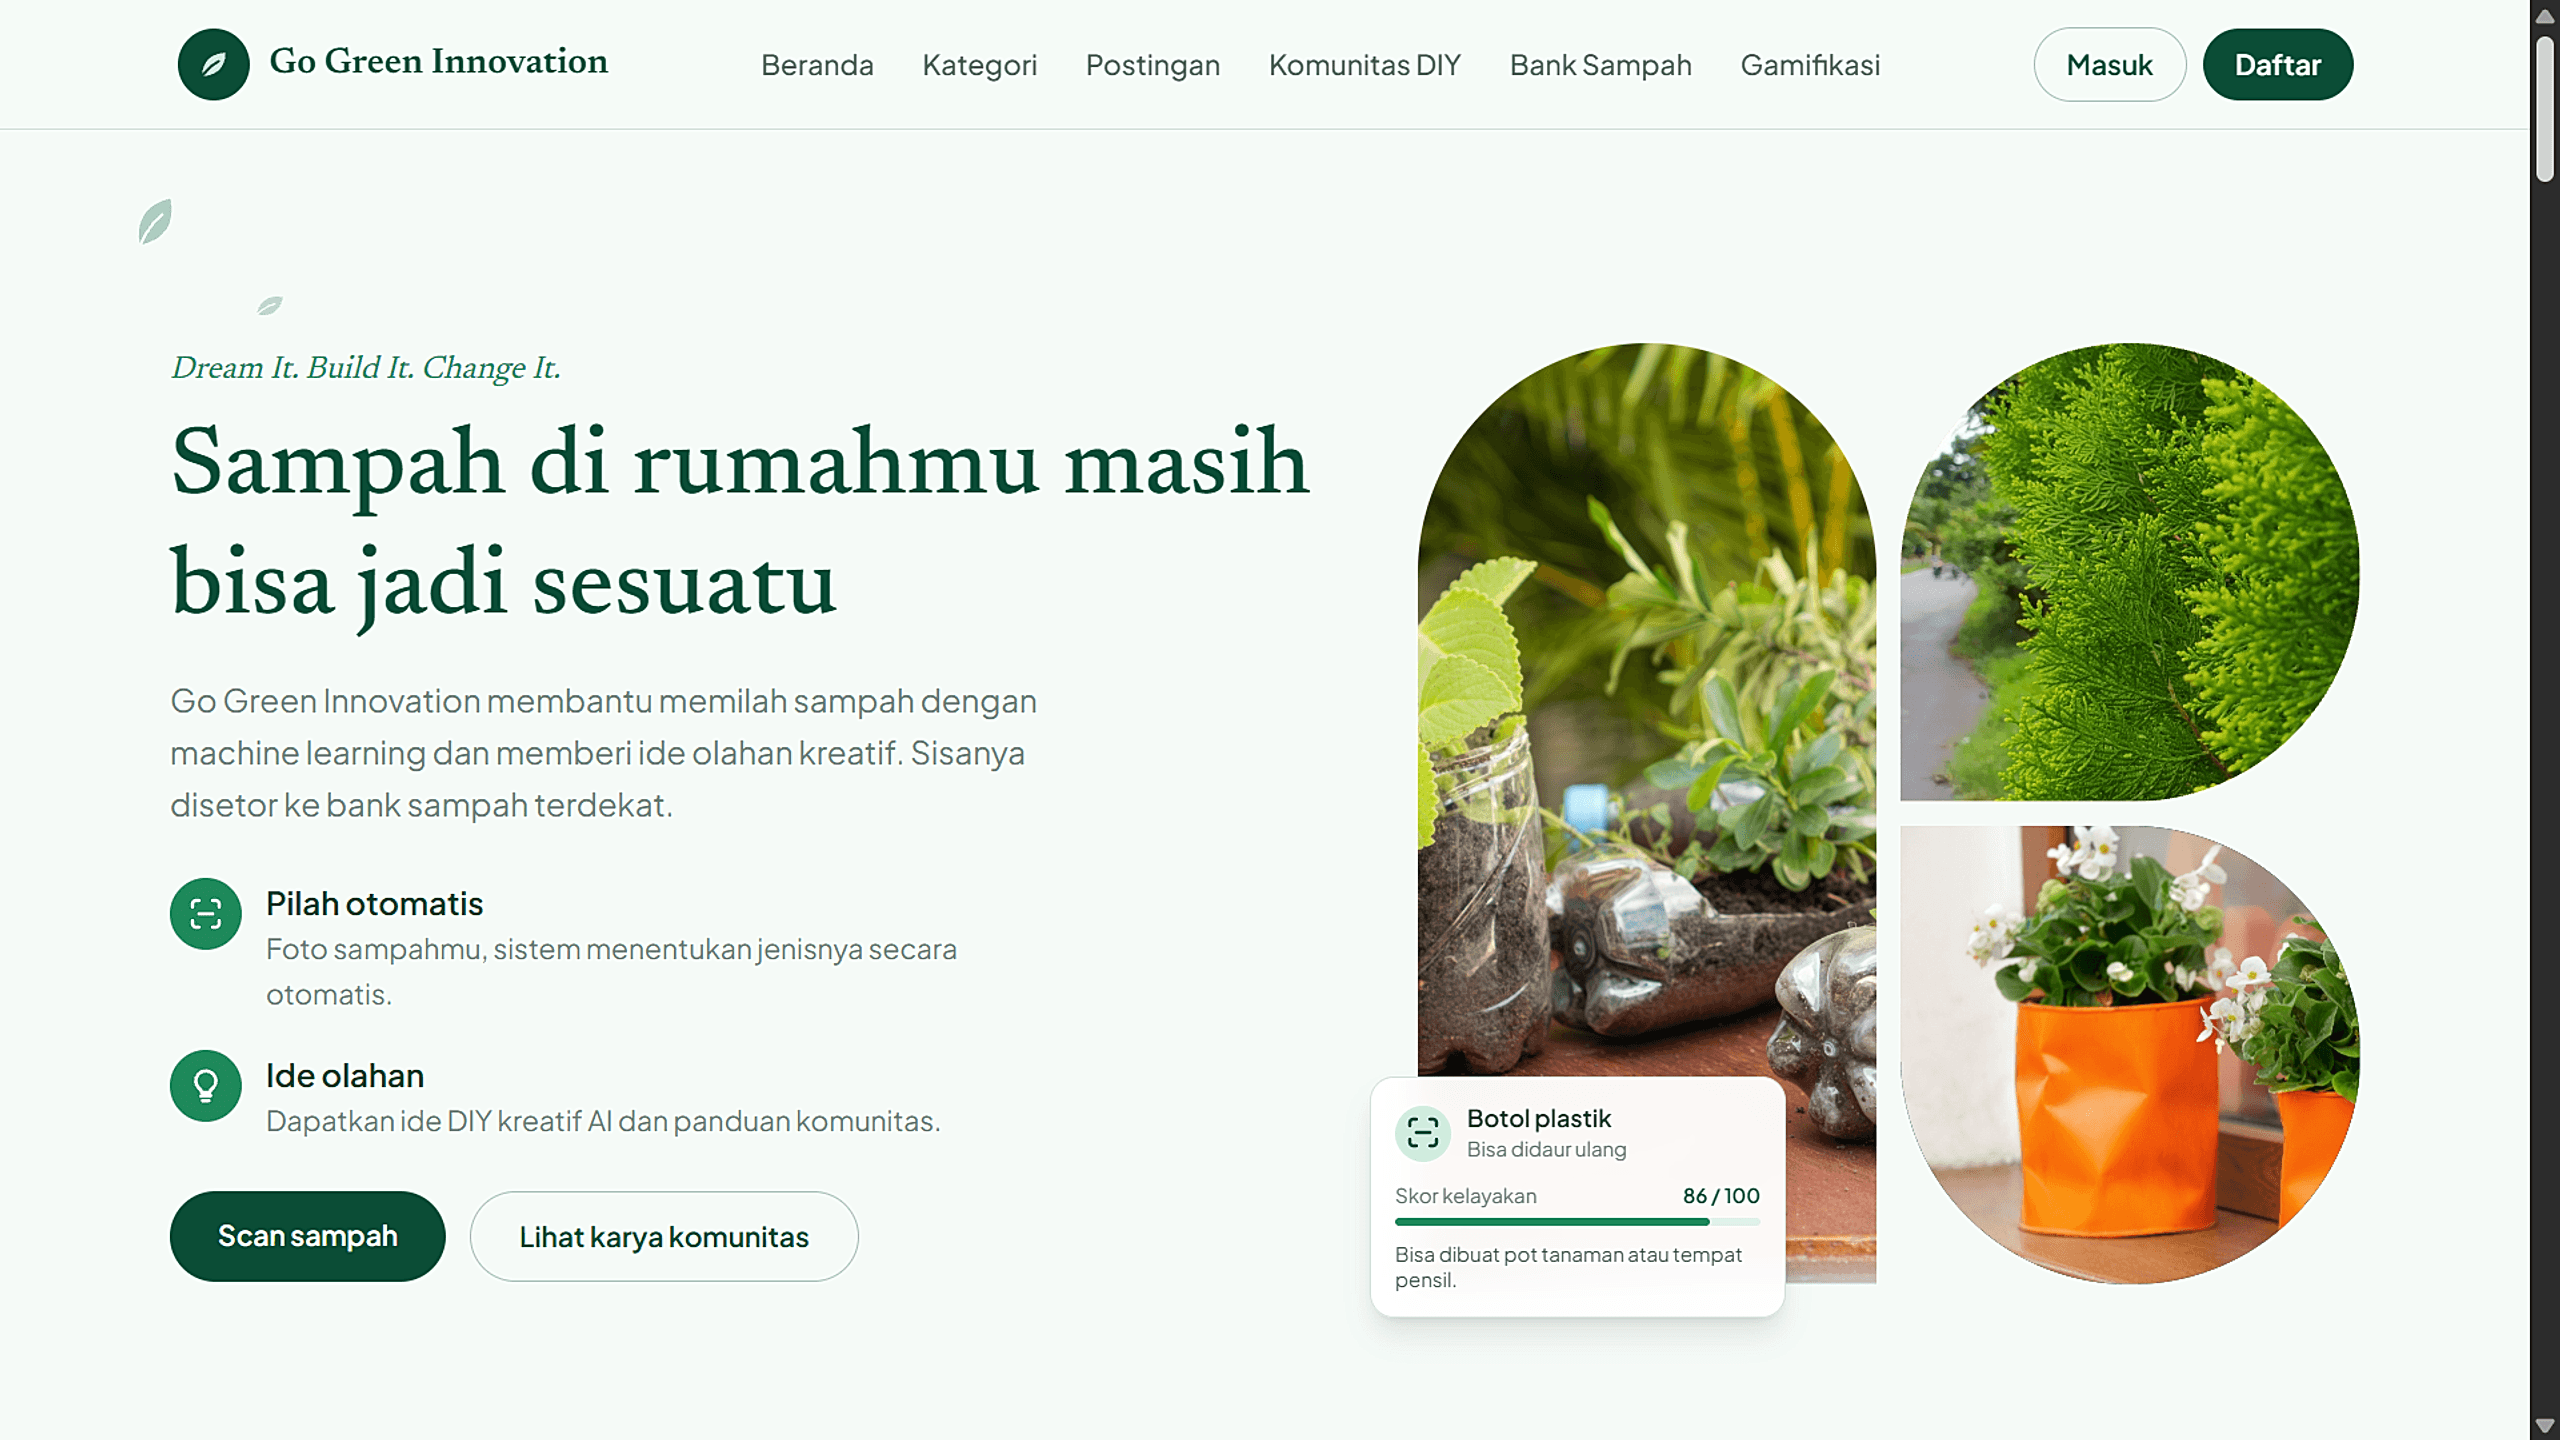 Go Green Innovation
Beranda
Kategori
Postingan
Komunitas DIY
Bank Sampah
Gamifikasi
Masuk
Daftar
Dream It. Build It. Change It.
Sampah di rumahmu masih
bisa jadi sesuatu
Go Green Innovation membantu memilah sampah dengan
machine learning dan memberi ide olahan kreatif. Sisanya
disetor ke bank sampah terdekat.
Pilah otomatis
Foto sampahmu, sistem menentukan jenisnya secara
otomatis.
Ide olahan
Dapatkan ide DIY kreatif AI dan panduan komunitas.
Scan sampah
Lihat karya komunitas
Botol plastik
Bisa didaur ulang
Skor kelayakan
86 / 100
Bisa dibuat pot tanaman atau tempat
pensil.